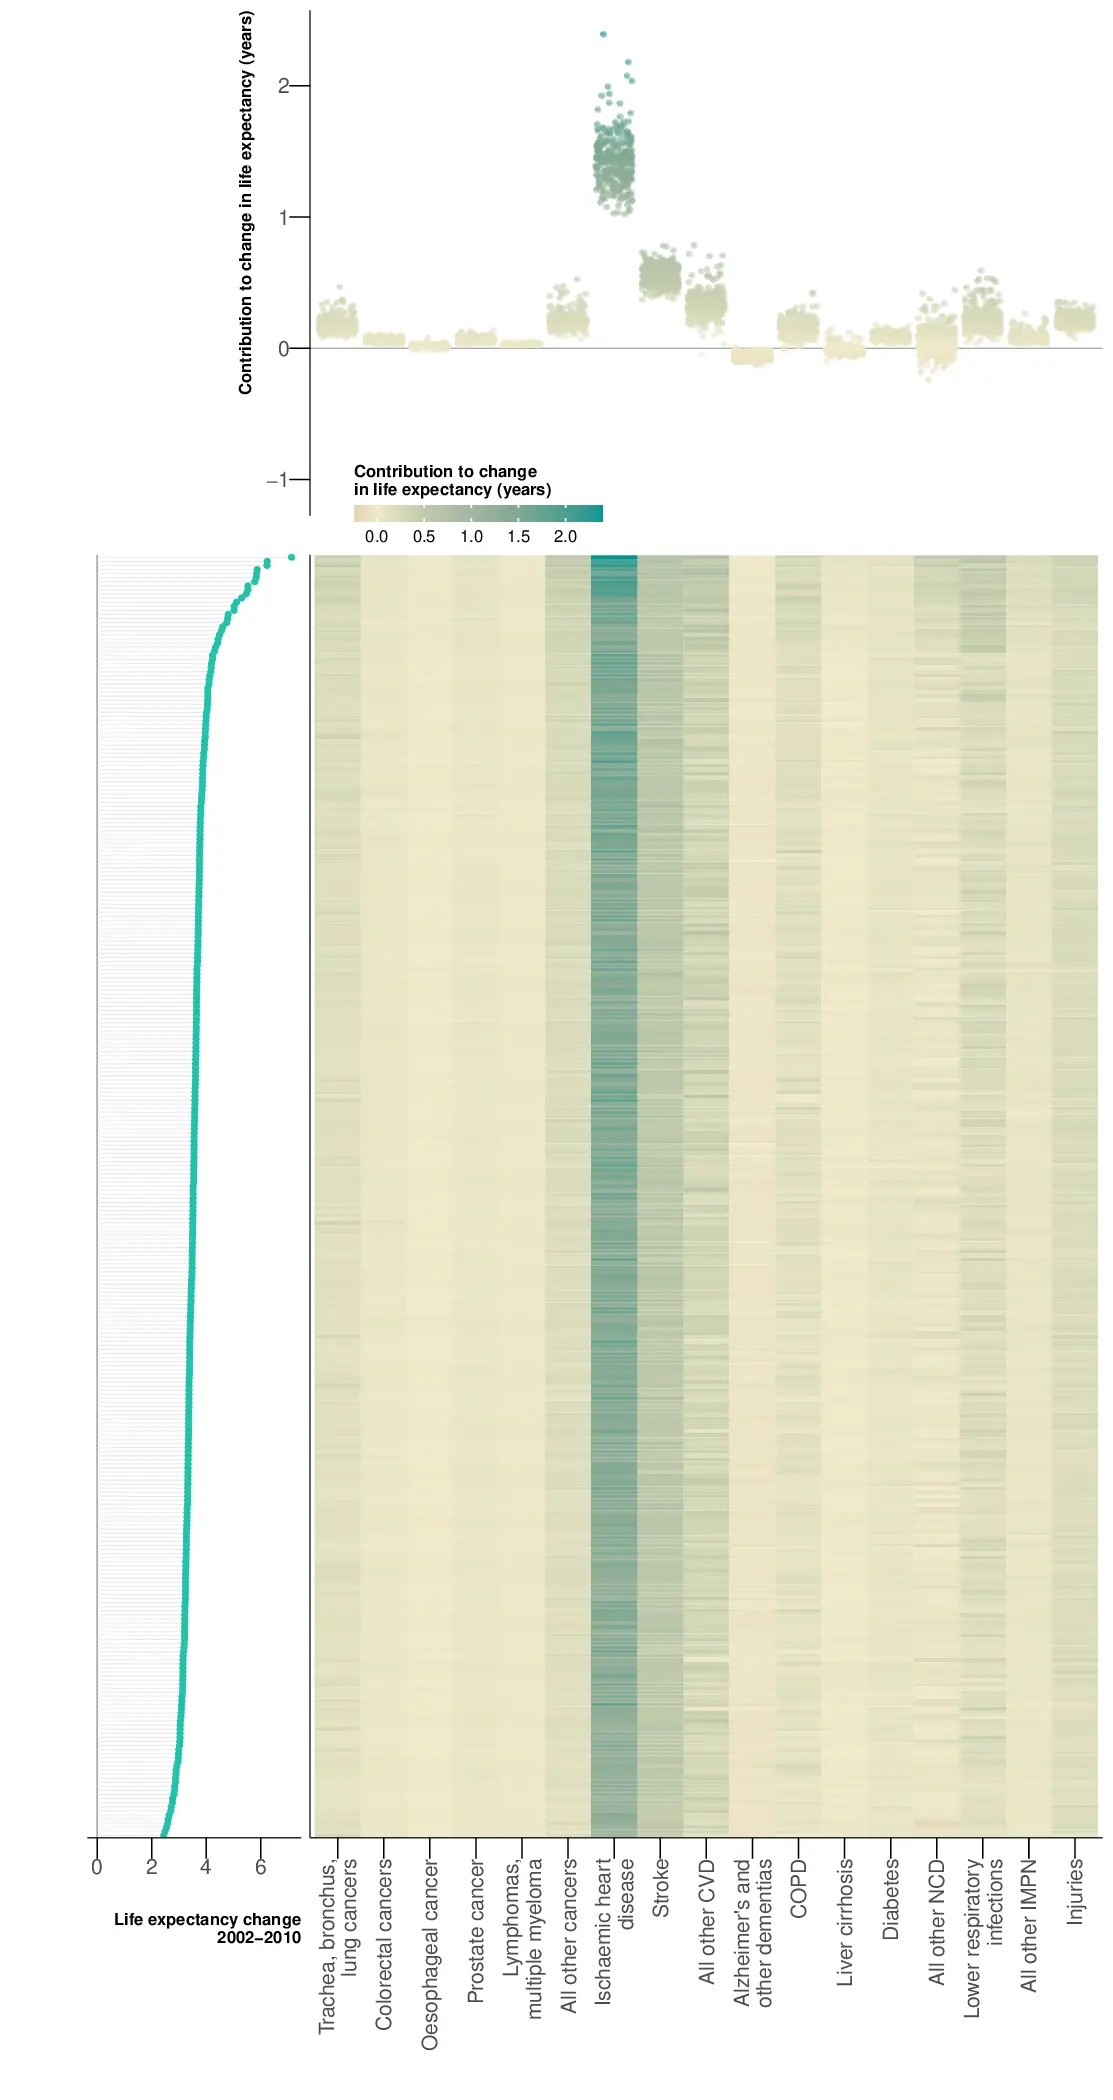 Contribution to change in life expectancy (years)
2
1
0
−1
Contribution to change
in life expectancy (years)
0.0 0.5 1.0 1.5 2.0
0 2 4 6
Life expectancy change
2002−2010
Trachea, bronchus,
lung cancers
Colorectal cancers
Oesophageal cancer
Prostate cancer
Lymphomas,
multiple myeloma
All other cancers
Ischaemic heart
disease
Stroke
All other CVD
Alzheimer's and
other dementias
COPD
Liver cirrhosis
Diabetes
All other NCD
Lower respiratory
infections
All other IMPN
Injuries